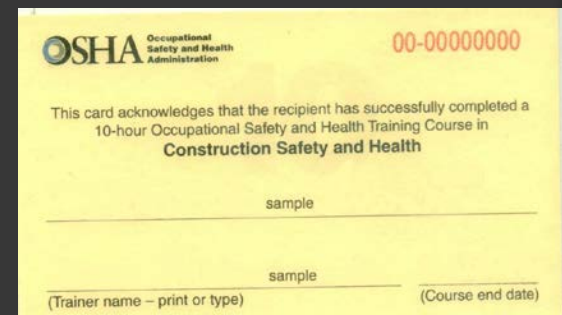 OSHA Occupational
Safety and Health
Administration
00-00000000
This card acknowledges that the recipient has successfully completed a
10-hour Occupational Safety and Health Training Course in
Construction Safety and Health
sample
sample
(Trainer name – print or type) (Course end date)